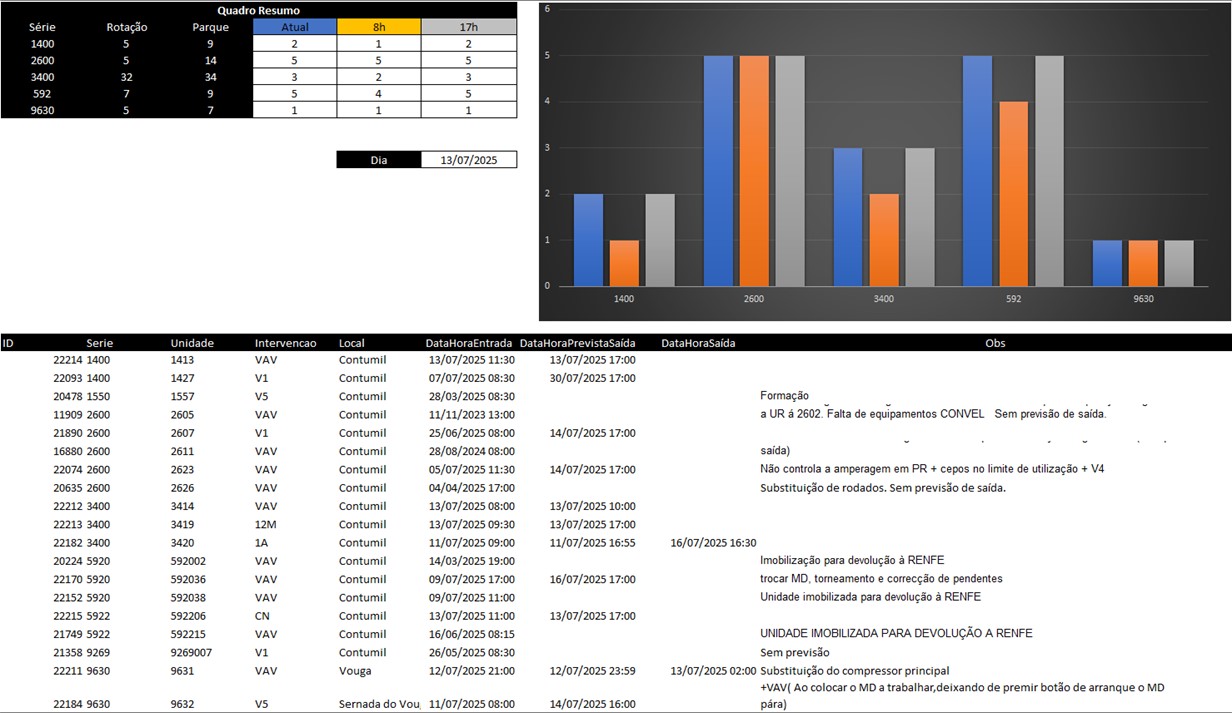 Quadro Resumo
Série Rotação Parque Atual 8h 17h
1400 5 9 2 1 2
2600 5 14 5 5 5
3400 32 34 3 2 3
592 7 9 5 4 5
9630 5 7 1 1 1
Dia 13/07/2025
6
5
4
3
2
1
0
1400 2600 3400 592 9630
ID Serie Unidade Intervencao Local DataHoraEntrada DataHoraPrevistaSaída DataHoraSaída Obs
22214 1400 1413 VAV Contumil 13/07/2025 11:30 13/07/2025 17:00
22093 1400 1427 V1 Contumil 07/07/2025 08:30 30/07/2025 17:00
20478 1550 1557 V5 Contumil 28/03/2025 08:30 Formação
11909 2600 2605 VAV Contumil 11/11/2023 13:00 a UR á 2602. Falta de equipamentos CONVEL Sem previsão de saída.
21890 2600 2607 V1 Contumil 25/06/2025 08:00 14/07/2025 17:00
16880 2600 2611 VAV Contumil 28/08/2024 08:00 saída)
22074 2600 2623 VAV Contumil 05/07/2025 11:30 14/07/2025 17:00 Não controla a amperagem em PR + cepos no limite de utilização + V4
20635 2600 2626 VAV Contumil 04/04/2025 17:00 Substituição de rodados. Sem previsão de saída.
22212 3400 3414 VAV Contumil 13/07/2025 08:00 13/07/2025 10:00
22213 3400 3419 12M Contumil 13/07/2025 09:30 13/07/2025 17:00
22182 3400 3420 1A Contumil 11/07/2025 09:00 11/07/2025 16:55 16/07/2025 16:30
20224 5920 592002 VAV Contumil 14/03/2025 19:00 Imobilização para devolução à RENFE
22170 5920 592036 VAV Contumil 09/07/2025 17:00 16/07/2025 17:00 trocar MD, torneamento e correcção de pendentes
22152 5920 592038 VAV Contumil 09/07/2025 11:00 Unidade imobilizada para devolução à RENFE
22215 5922 592206 CN Contumil 13/07/2025 11:00 13/07/2025 17:00
21749 5922 592215 VAV Contumil 16/06/2025 08:15 UNIDADE IMOBILIZADA PARA DEVOLUÇÃO A RENFE
21358 9269 9269007 V1 Contumil 26/05/2025 08:30 Sem previsão
22211 9630 9631 VAV Vouga 12/07/2025 21:00 12/07/2025 23:59 13/07/2025 02:00 Substituição do compressor principal
+VAV( Ao colocar o MD a trabalhar,deixando de premir botão de arranque o MD
22184 9630 9632 V5 Sernada do Vou 11/07/2025 08:00 14/07/2025 16:00 pára)